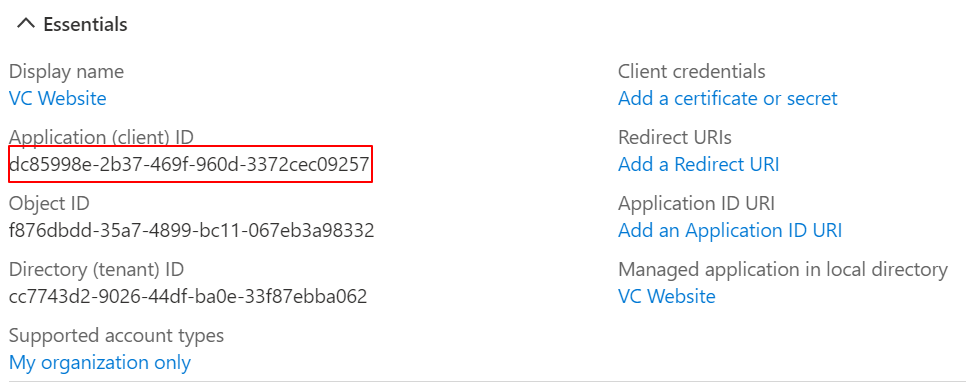 Essentials
Display name
VC Website
Application (client) ID
dc85998e-2b37-469f-960d-3372cec09257
Object ID
f876dbdd-35a7-4899-bc11-067eb3a98332
Directory (tenant) ID
cc7743d2-9026-44df-ba0e-33f87ebba062
Supported account types
My organization only
Client credentials
Add a certificate or secret
Redirect URIs
Add a Redirect URI
Application ID URI
Add an Application ID URI
Managed application in local directory
VC Website